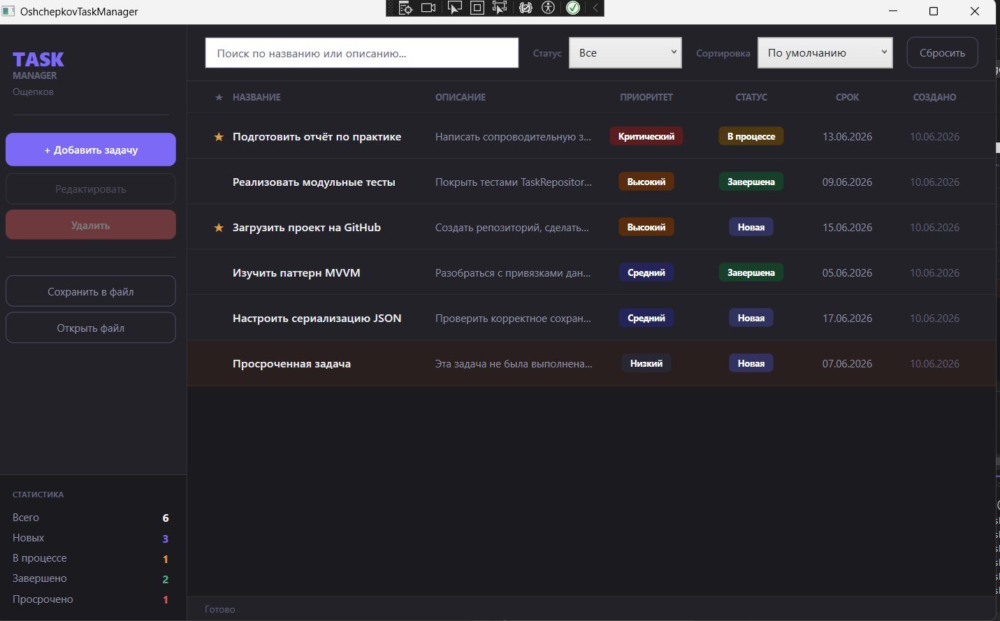 OshchepkovTaskManager
TASK
MANAGER
Ощепков
+ Добавить задачу
Редактировать
Удалить
Сохранить в файл
Открыть файл
СТАТИСТИКА
Всего 6
Новых 3
В процессе 1
Завершено 2
Просрочено 1
Поиск по названию или описанию... Статус Все Сортировка По умолчанию Сбросить
★ НАЗВАНИЕ ОПИСАНИЕ ПРИОРИТЕТ СТАТУС СРОК СОЗДАНО
★ Подготовить отчёт по практике Написать сопроводительную з... Критический В процессе 13.06.2026 10.06.2026
Реализовать модульные тесты Покрыть тестами TaskRepositor... Высокий Завершена 09.06.2026 10.06.2026
★ Загрузить проект на GitHub Создать репозиторий, сделать... Высокий Новая 15.06.2026 10.06.2026
Изучить паттерн MVVM Разобраться с привязками дан... Средний Завершена 05.06.2026 10.06.2026
Настроить сериализацию JSON Проверить корректное сохран... Средний Новая 17.06.2026 10.06.2026
Просроченная задача Эта задача не была выполнена... Низкий Новая 07.06.2026 10.06.2026
Готово